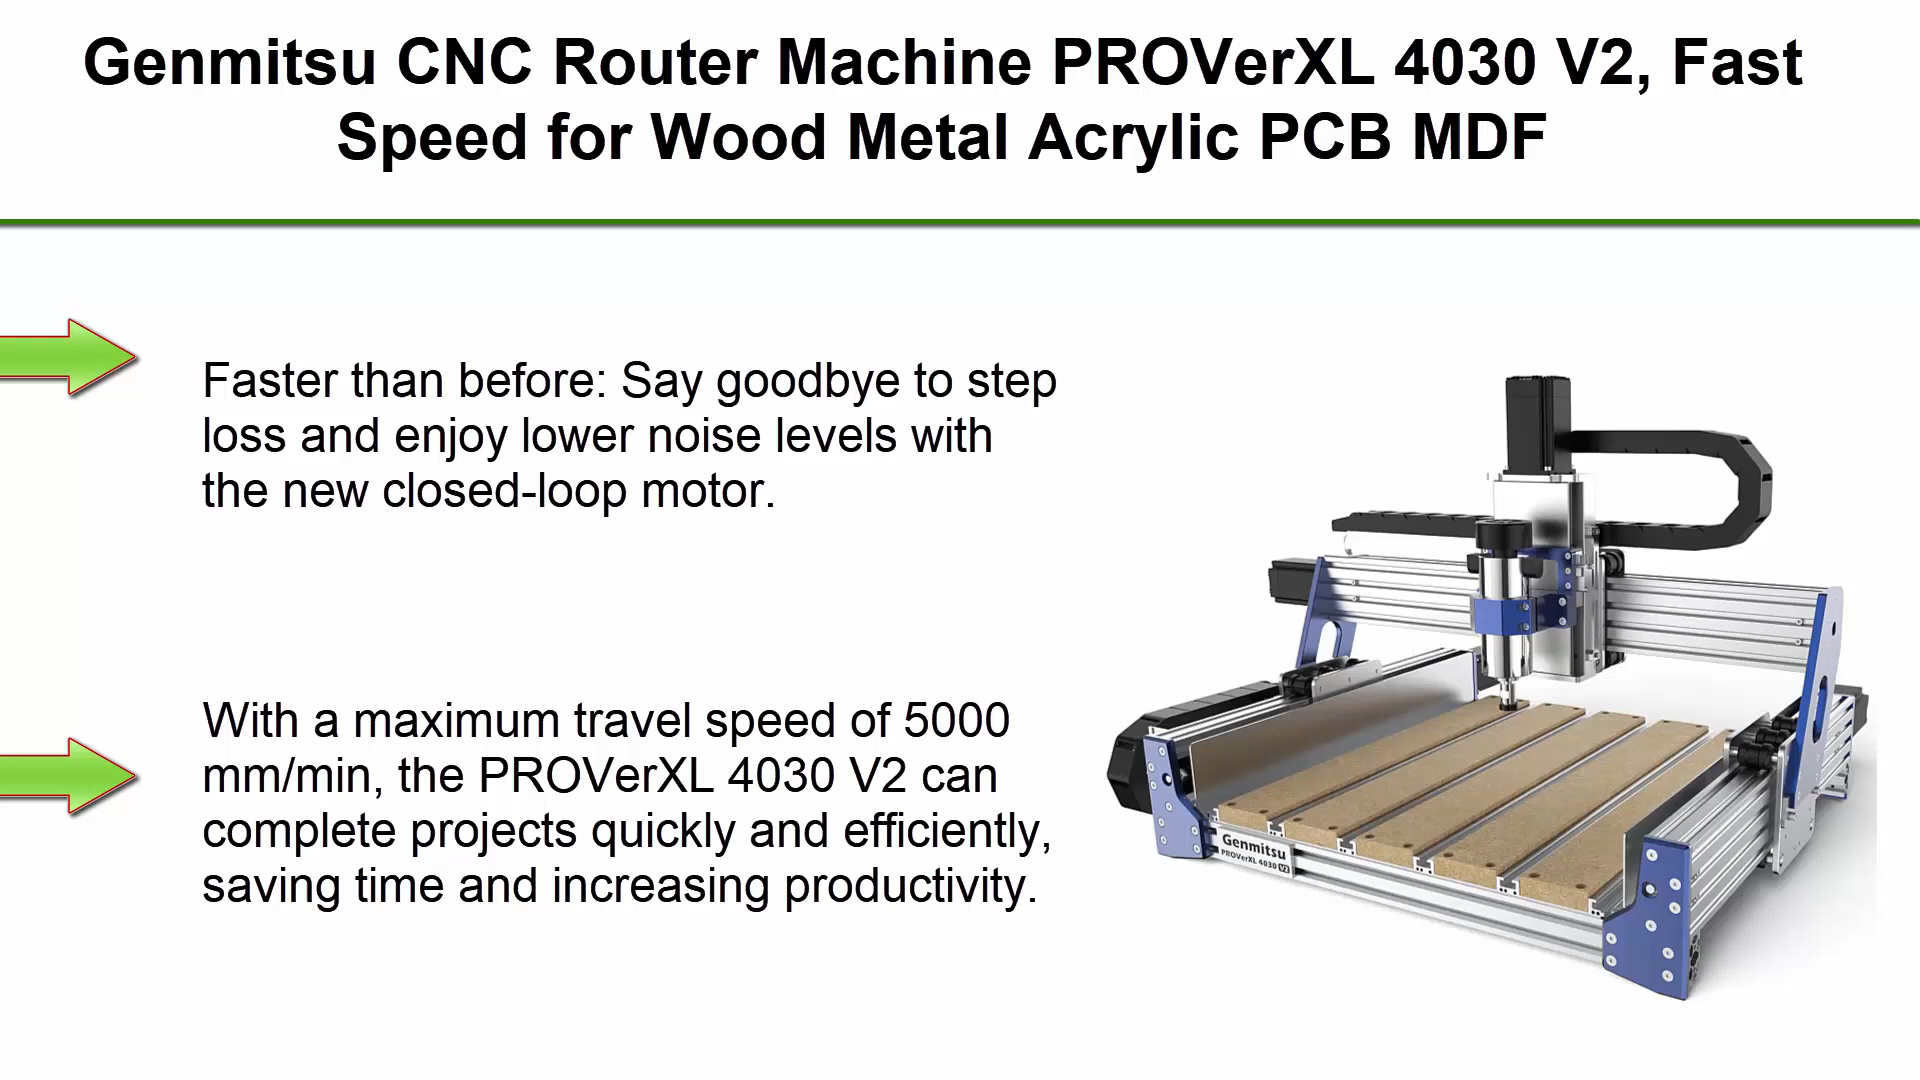 Genmitsu CNC Router Machine PROVerXL 4030 V2, Fast
Speed for Wood Metal Acrylic PCB MDF
Faster than before: Say goodbye to step
loss and enjoy lower noise levels with
the new closed-loop motor.
With a maximum travel speed of 5000
mm/min, the PROVerXL 4030 V2 can
complete projects quickly and efficiently,
saving time and increasing productivity.
Genmitsu
PROVerXL 4030 V2